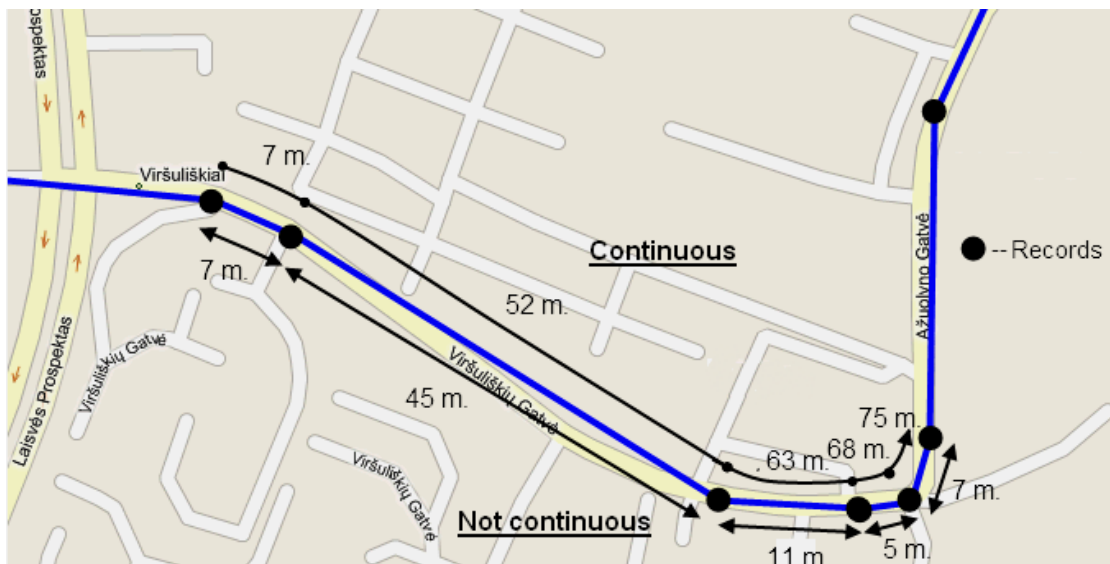 ospektas
Viršuliškiai
7 m.
Continuous
-- Records
Ažuolyno Gatvė
7 m.
52 m.
Viršuliškių Gatvė
Viršuliškių Gatvė
Laisvės Prospektas
45 m.
75 m.
68 m.
63 m.
Viršuliškių Gatvė
7 m.
Not continuous
11 m.
5 m.